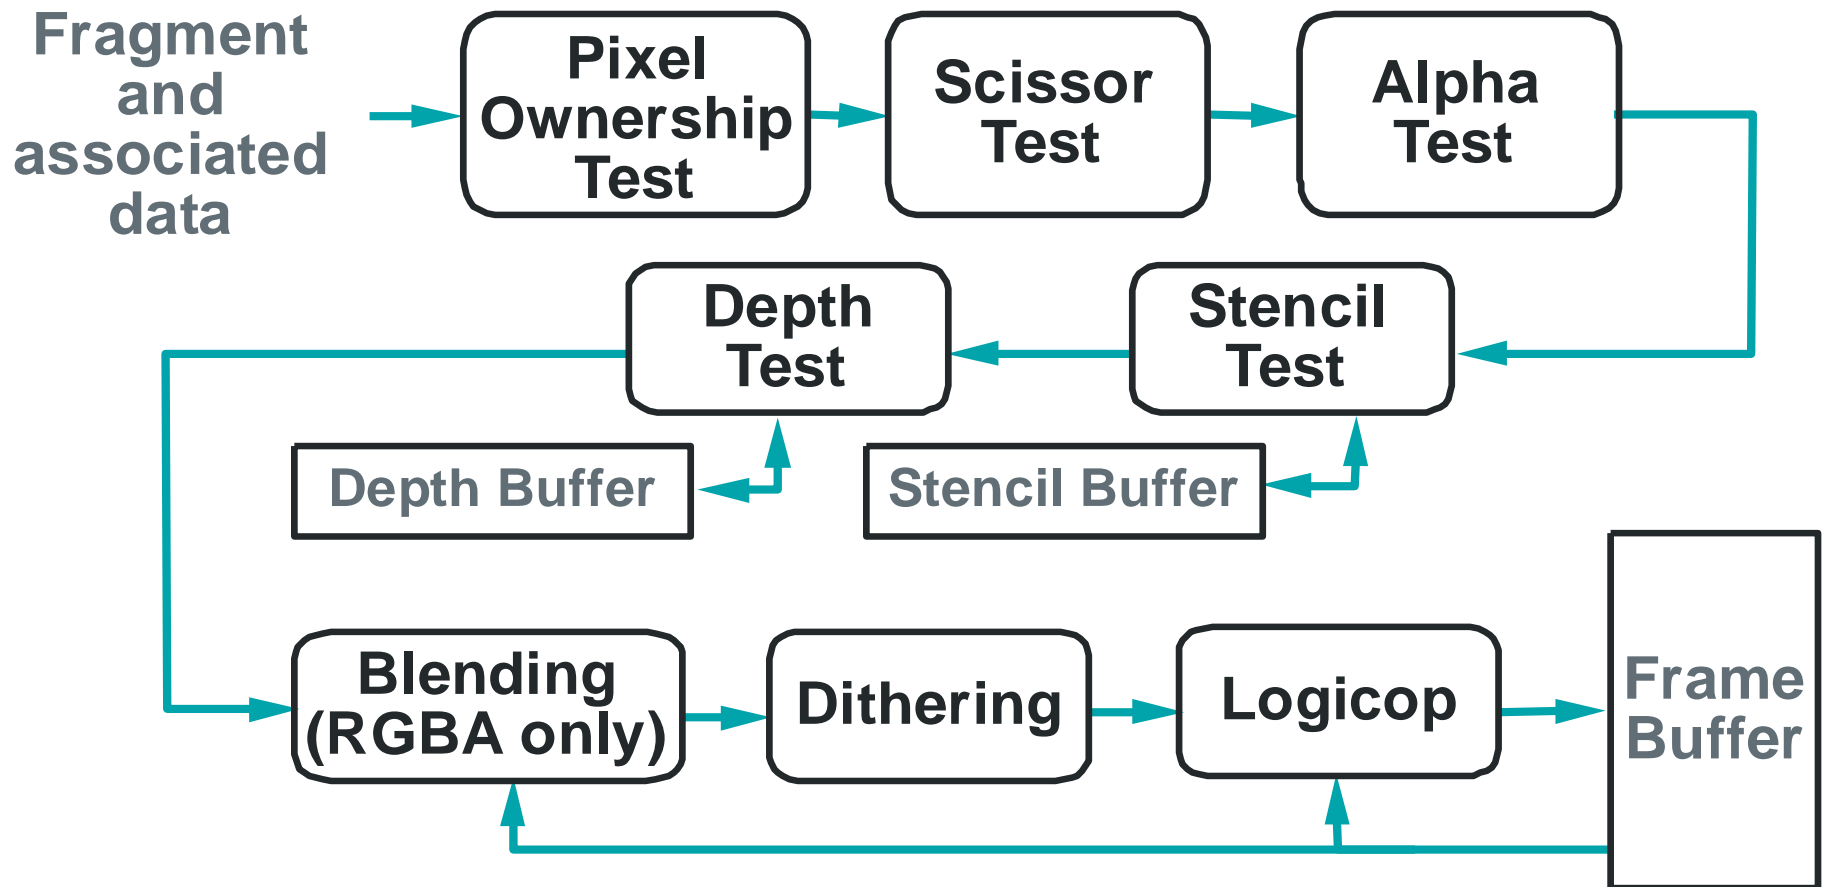 Fragment
and
associated
data
Pixel
Ownership
Test
Scissor
Test
Alpha
Test
Depth
Test
Stencil
Test
Depth Buffer
Stencil Buffer
Blending
(RGBA only)
Dithering
Logicop
Frame
Buffer